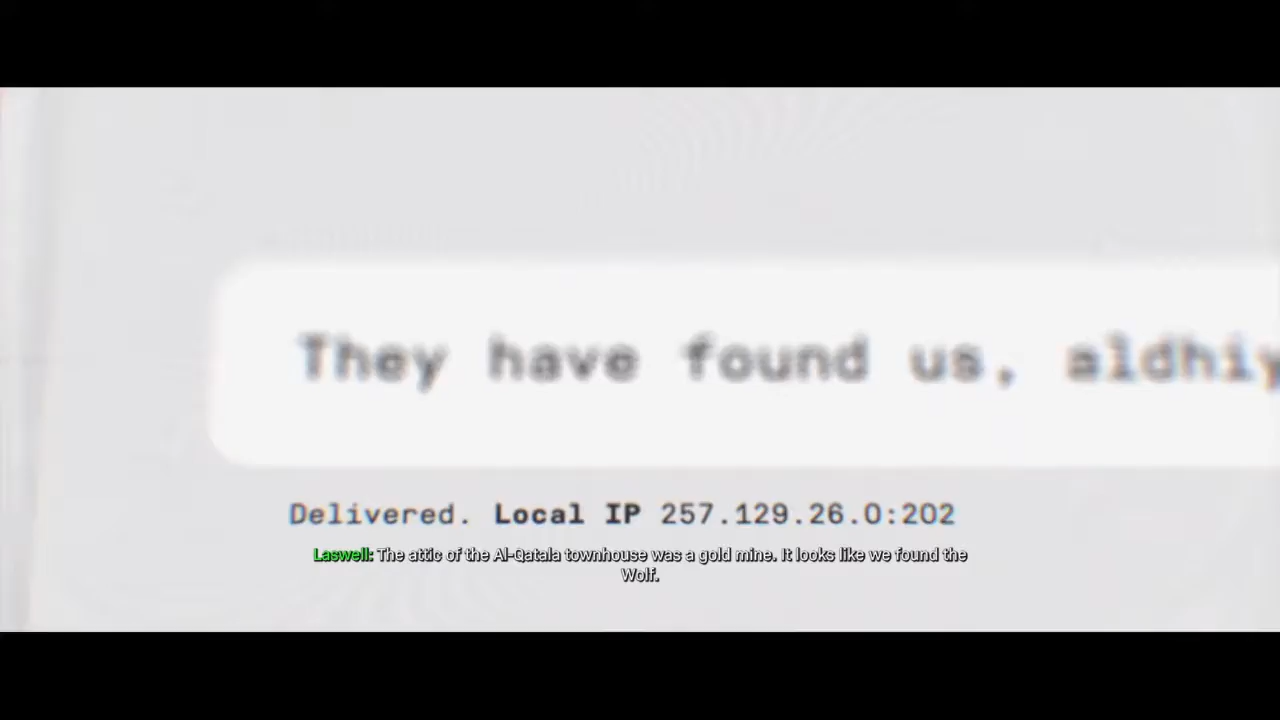 They have found us, aldhiy
Delivered. Local IP 257.129.26.0:202
Laswell: The attic of the Al-Qatala townhouse was a gold mine. It looks like we found the
Wolf.